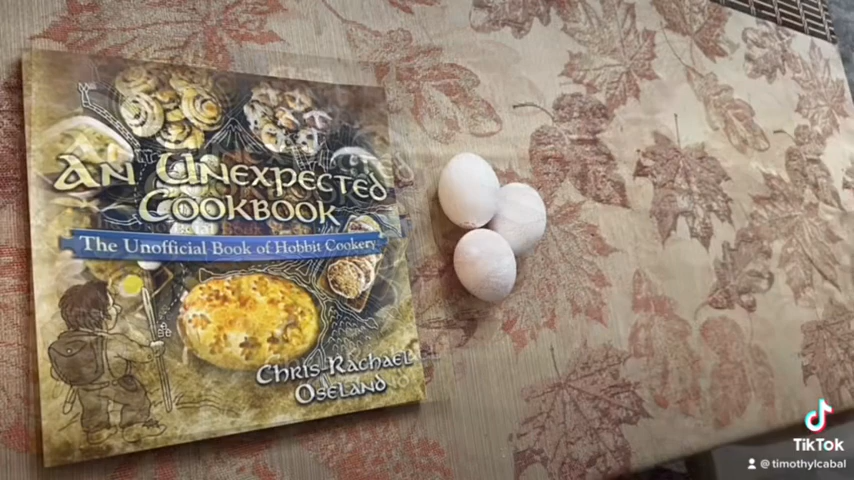 AN UNEXPECTED
COOKBOOK
The Unofficial Book of Hobbit Cookery
CHRIS-RACHAEL
OSELAND
TikTok
@timothylcabal